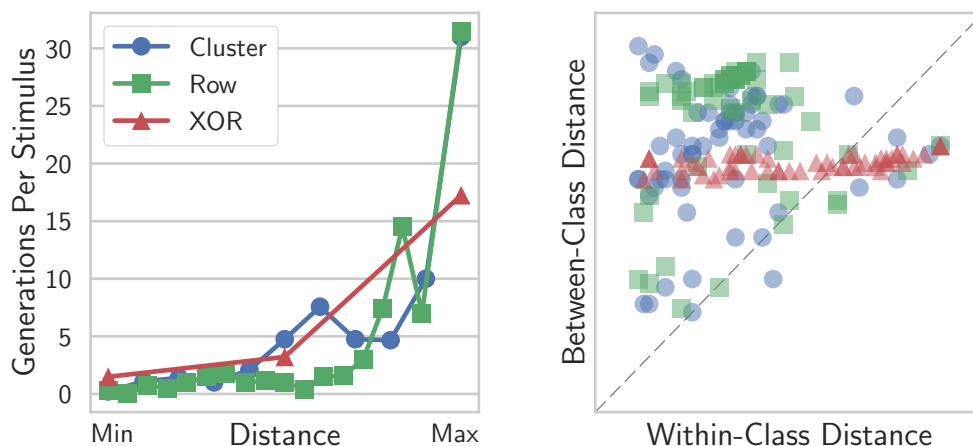 Generations Per Stimulus
30
25
20
15
10
5
0
Cluster
Row
XOR
Min
Distance
Max
Between-Class Distance
Within-Class Distance